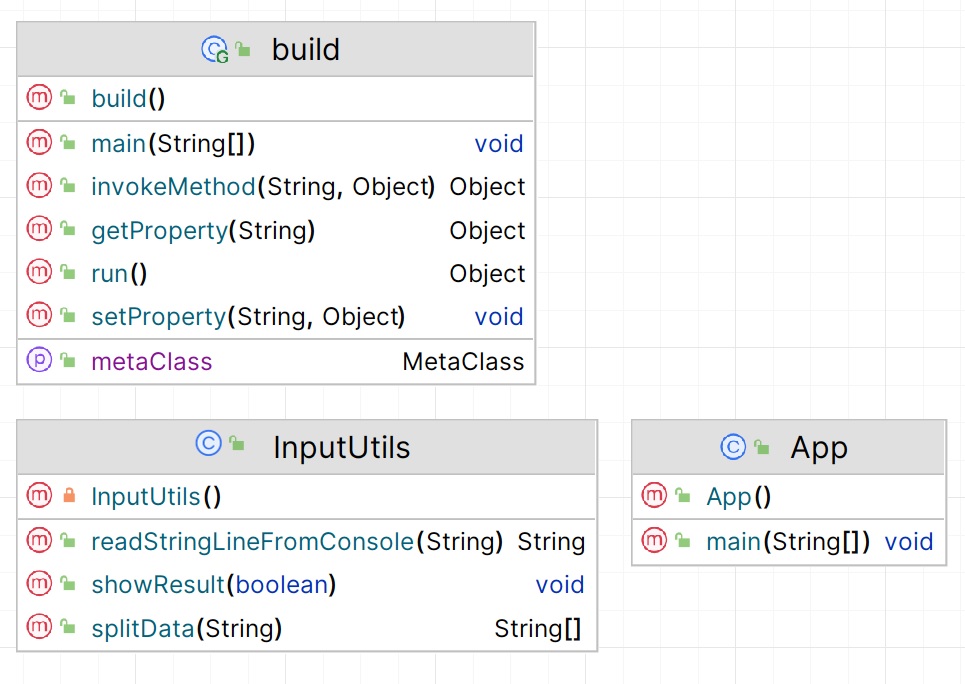 build
build()
main(String[]) void
invokeMethod(String, Object) Object
getProperty(String) Object
run() Object
setProperty(String, Object) void
metaClass MetaClass
InputUtils
InputUtils()
readStringLineFromConsole(String) String
showResult(boolean) void
splitData(String) String[]
App
App()
main(String[]) void